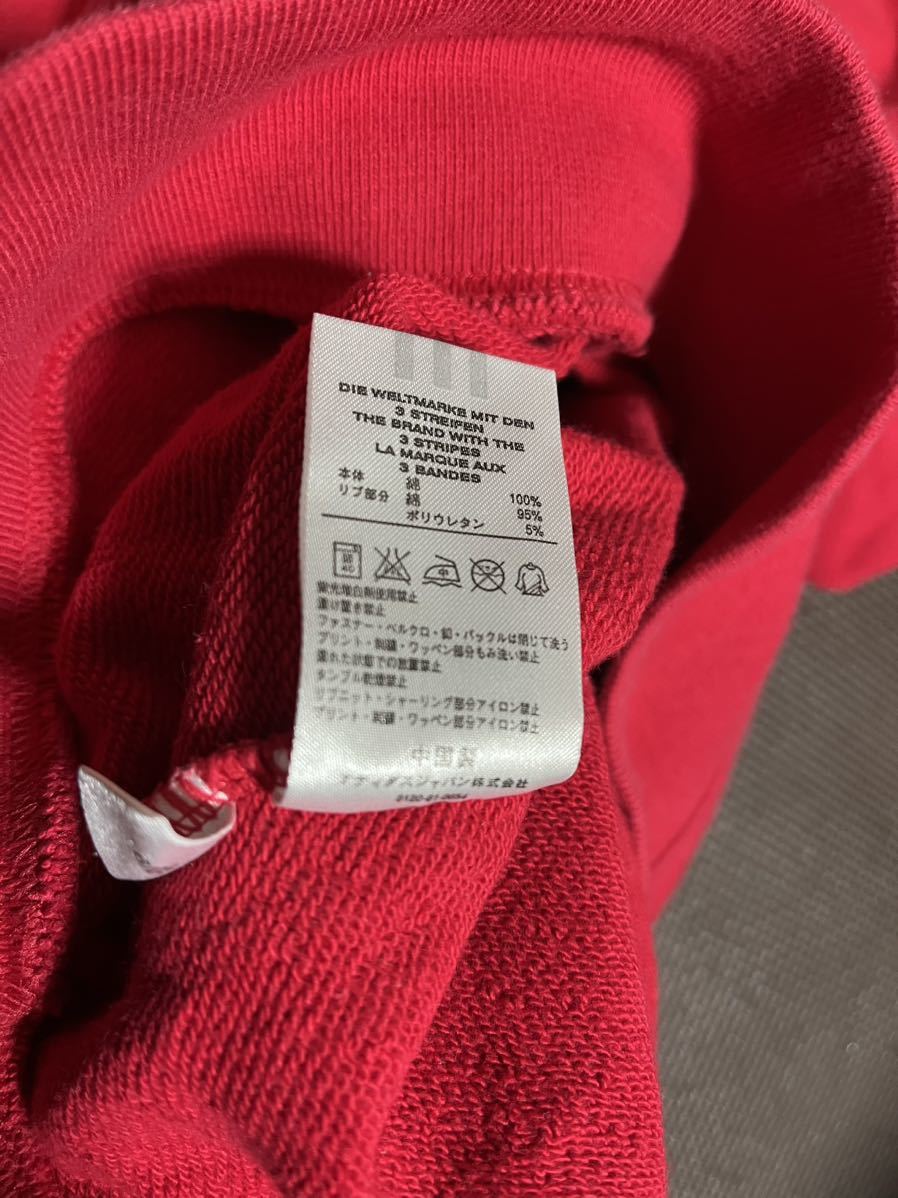 DIE WELTMARKE MIT DEN
3 STREIFEN
THE BRAND WITH THE
3 STRIPES
LA MARQUE AUX
3 BANDES
本体 綿 100%
リブ部分 綿 95%
ポリウレタン 5%
40 中
蛍光増白剤使用禁止
漬け置き禁止
ファスナー・ベルクロ・釦・バックルは閉じて洗う
プリント・刺繍・ワッペン部分もみ洗い禁止
濡れた状態での放置禁止
タンブル乾燥禁止
リブニット・シャーリング部分アイロン禁止
プリント・刺繍・ワッペン部分アイロン禁止
中国製
アディダスジャパン株式会社